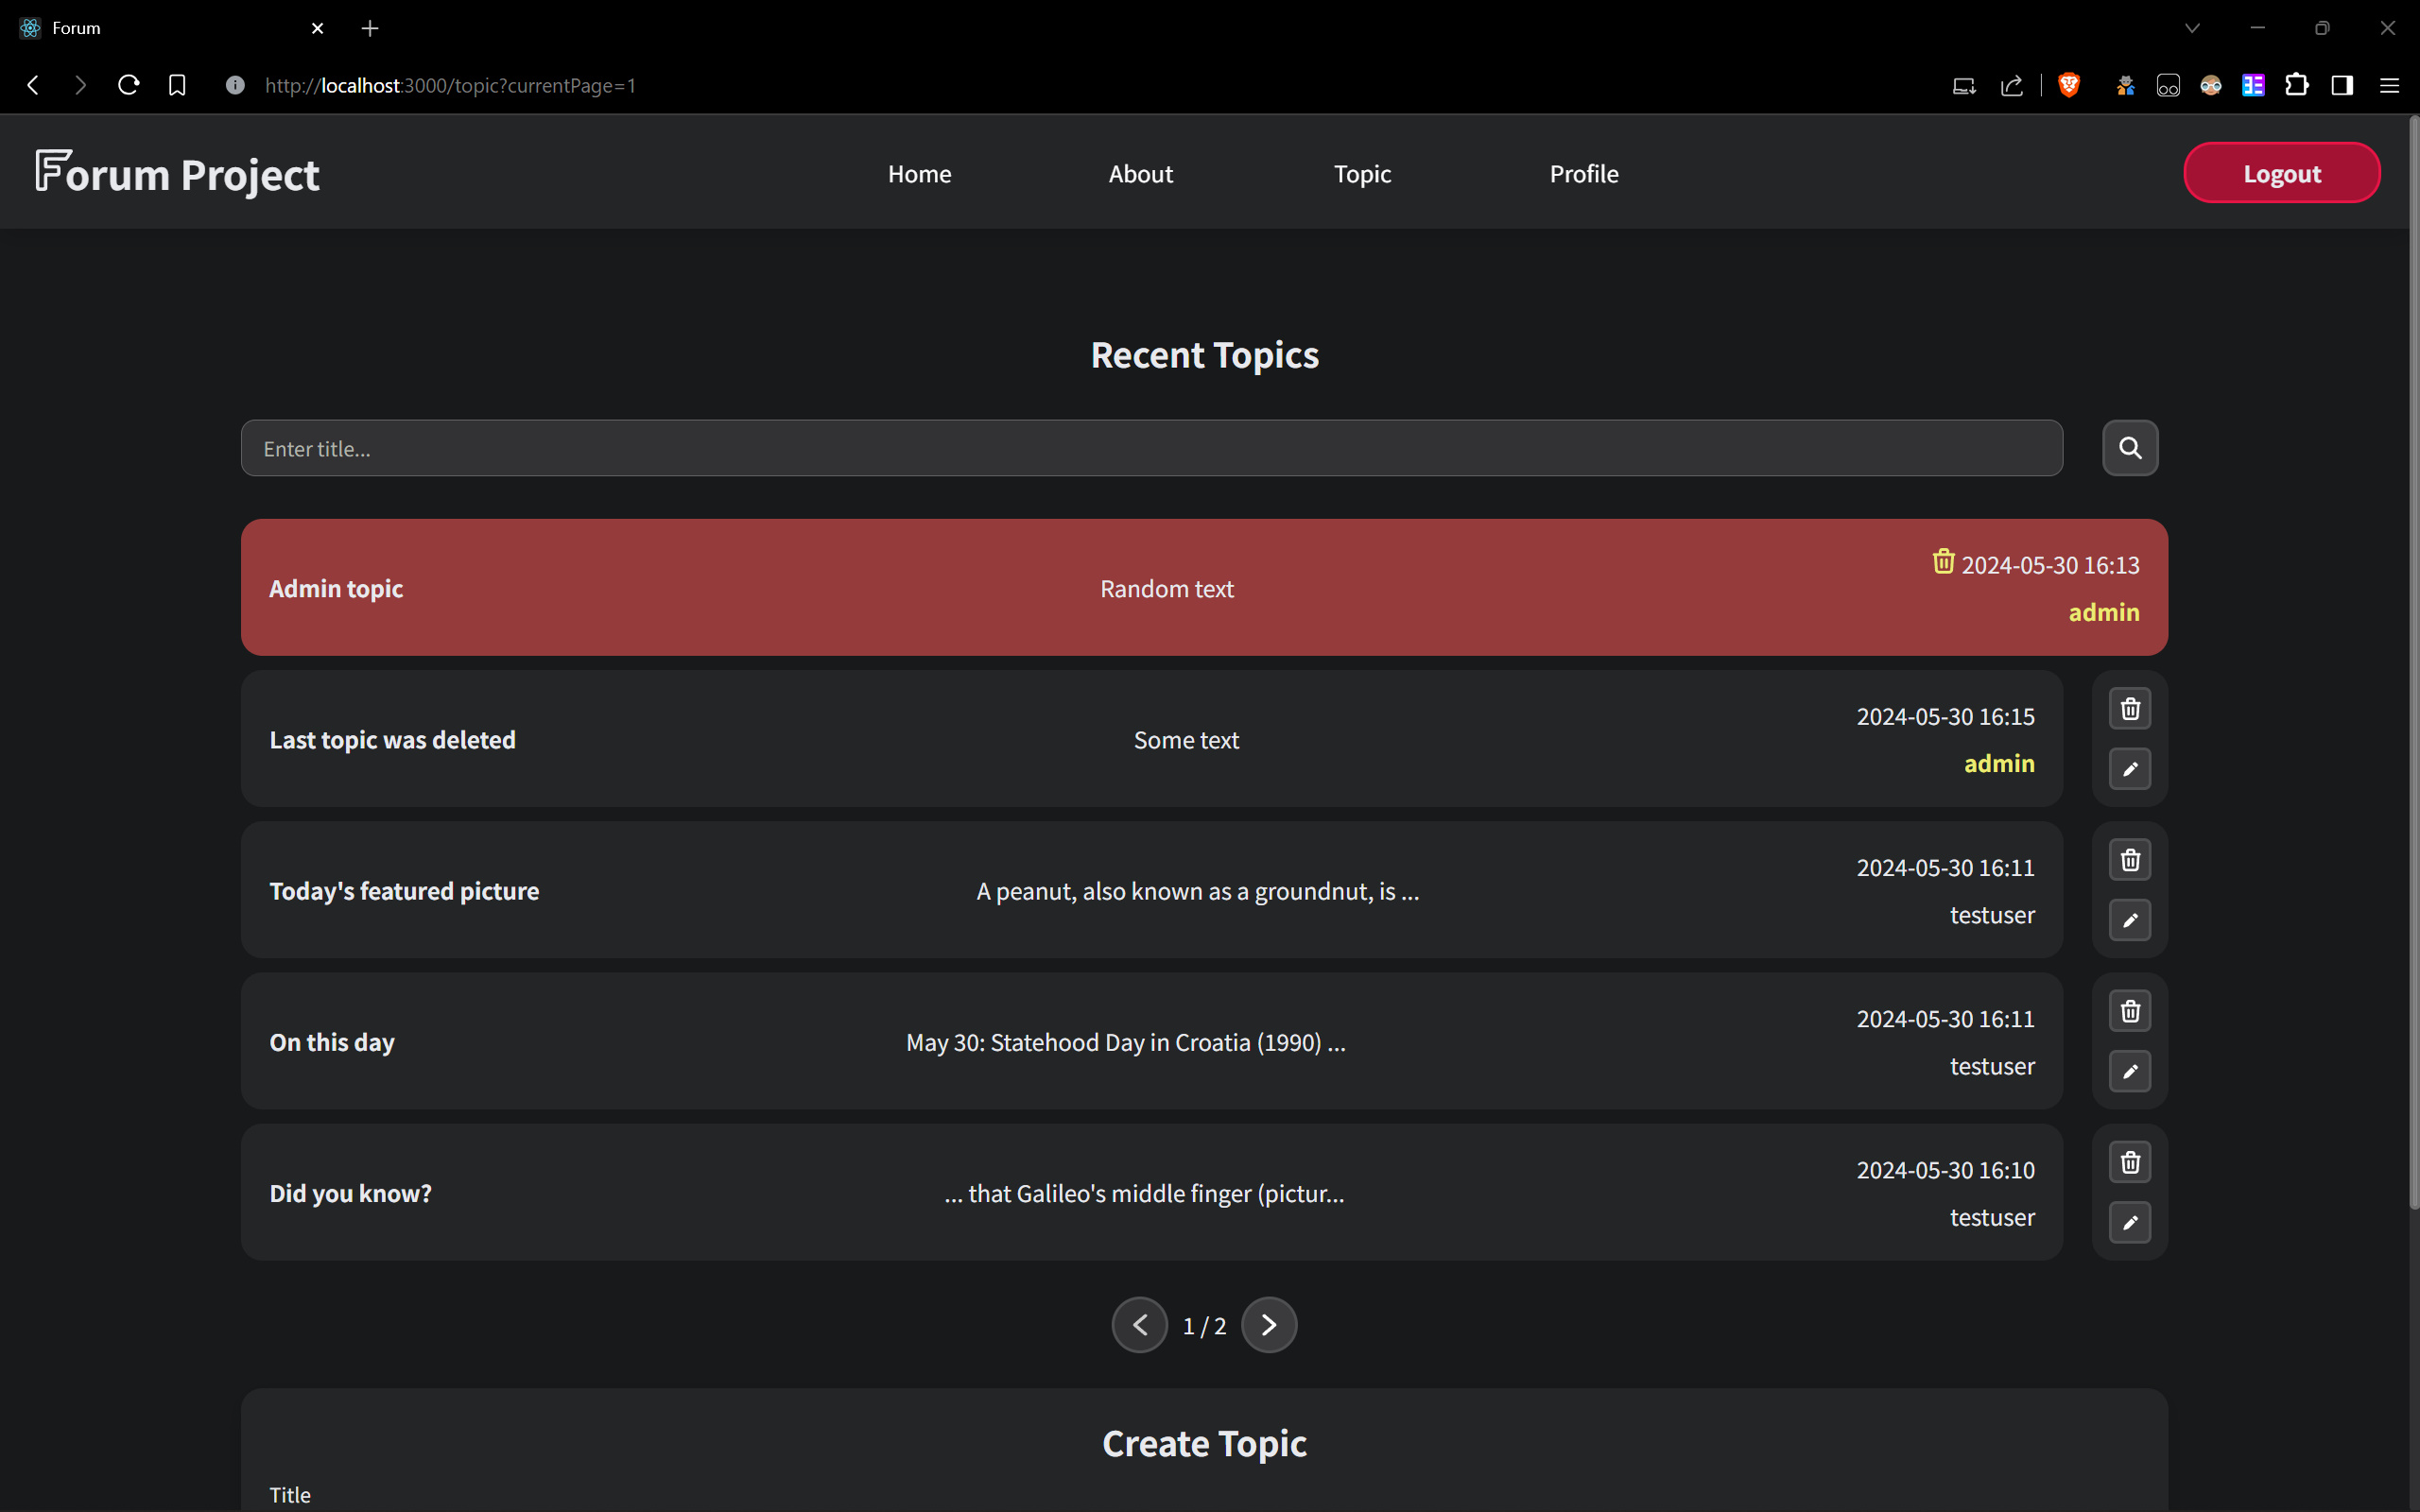 Forum
http://localhost:3000/topic?currentPage=1
Forum Project
Home
About
Topic
Profile
Logout
Recent Topics
Enter title...
Admin topic
Random text
2024-05-30 16:13
admin
Last topic was deleted
Some text
2024-05-30 16:15
admin
Today's featured picture
A peanut, also known as a groundnut, is ...
2024-05-30 16:11
testuser
On this day
May 30: Statehood Day in Croatia (1990) ...
2024-05-30 16:11
testuser
Did you know?
... that Galileo's middle finger (pictur...
2024-05-30 16:10
testuser
1 / 2
Create Topic
Title